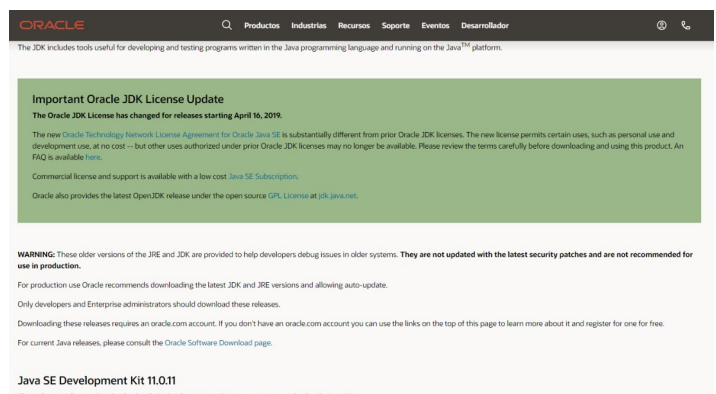 ORACLE
Productos Industrias Recursos Soporte Eventos Desarrollador
The JDK includes tools useful for developing and testing programs written in the Java programming language and running on the Java™ platform.
Important Oracle JDK License Update
The Oracle JDK License has changed for releases starting April 16, 2019.
The new Oracle Technology Network License Agreement for Oracle Java SE is substantially different from prior Oracle JDK licenses. The new license permits certain uses, such as personal use and
development use, at no cost -- but other uses authorized under prior Oracle JDK licenses may no longer be available. Please review the terms carefully before downloading and using this product. An
FAQ is available here.
Commercial license and support is available with a low cost Java SE Subscription.
Oracle also provides the latest OpenJDK release under the open source GPL License at jdk.java.net.
WARNING: These older versions of the JRE and JDK are provided to help developers debug issues in older systems. They are not updated with the latest security patches and are not recommended for
use in production.
For production use Oracle recommends downloading the latest JDK and JRE versions and allowing auto-update.
Only developers and Enterprise administrators should download these releases.
Downloading these releases requires an oracle.com account. If you don't have an oracle.com account you can use the links on the top of this page to learn more about it and register for one for free.
For current Java releases, please consult the Oracle Software Download page.
Java SE Development Kit 11.0.11